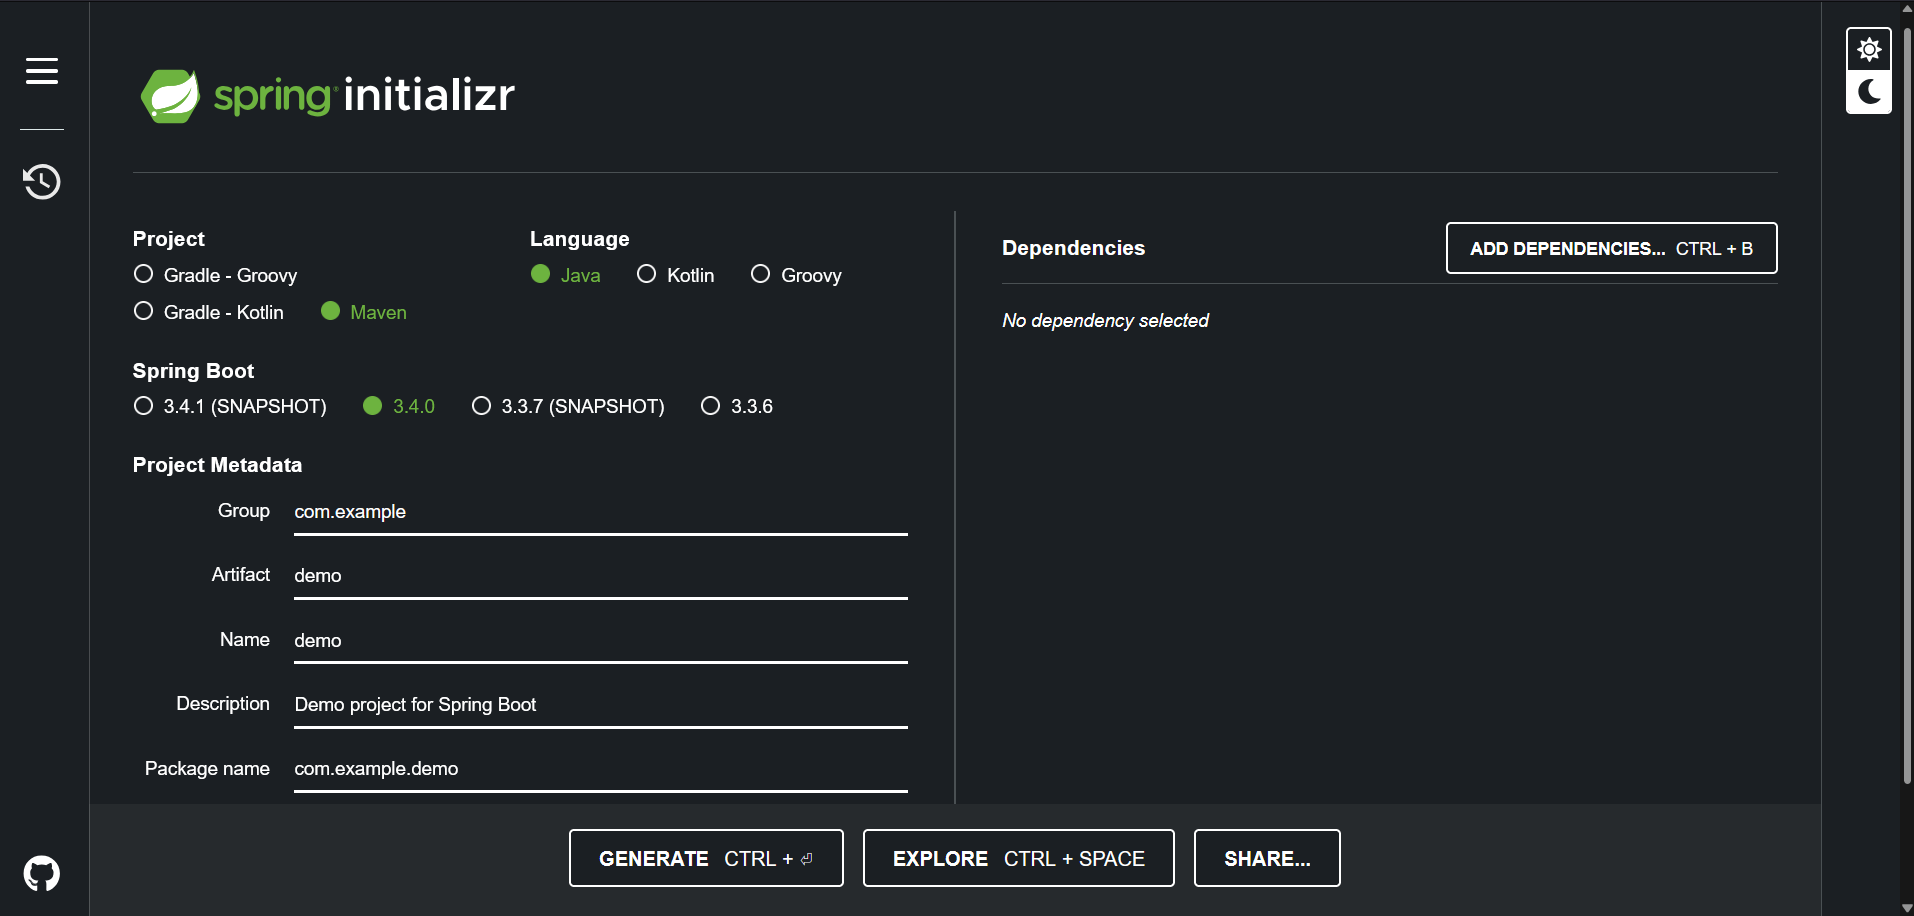 spring initializr
Project
Gradle - Groovy
Gradle - Kotlin Maven
Language
Java Kotlin Groovy
Spring Boot
3.4.1 (SNAPSHOT) 3.4.0 3.3.7 (SNAPSHOT) 3.3.6
Project Metadata
Group com.example
Artifact demo
Name demo
Description Demo project for Spring Boot
Package name com.example.demo
Dependencies
ADD DEPENDENCIES... CTRL + B
No dependency selected
GENERATE CTRL + ⏎
EXPLORE CTRL + SPACE
SHARE...